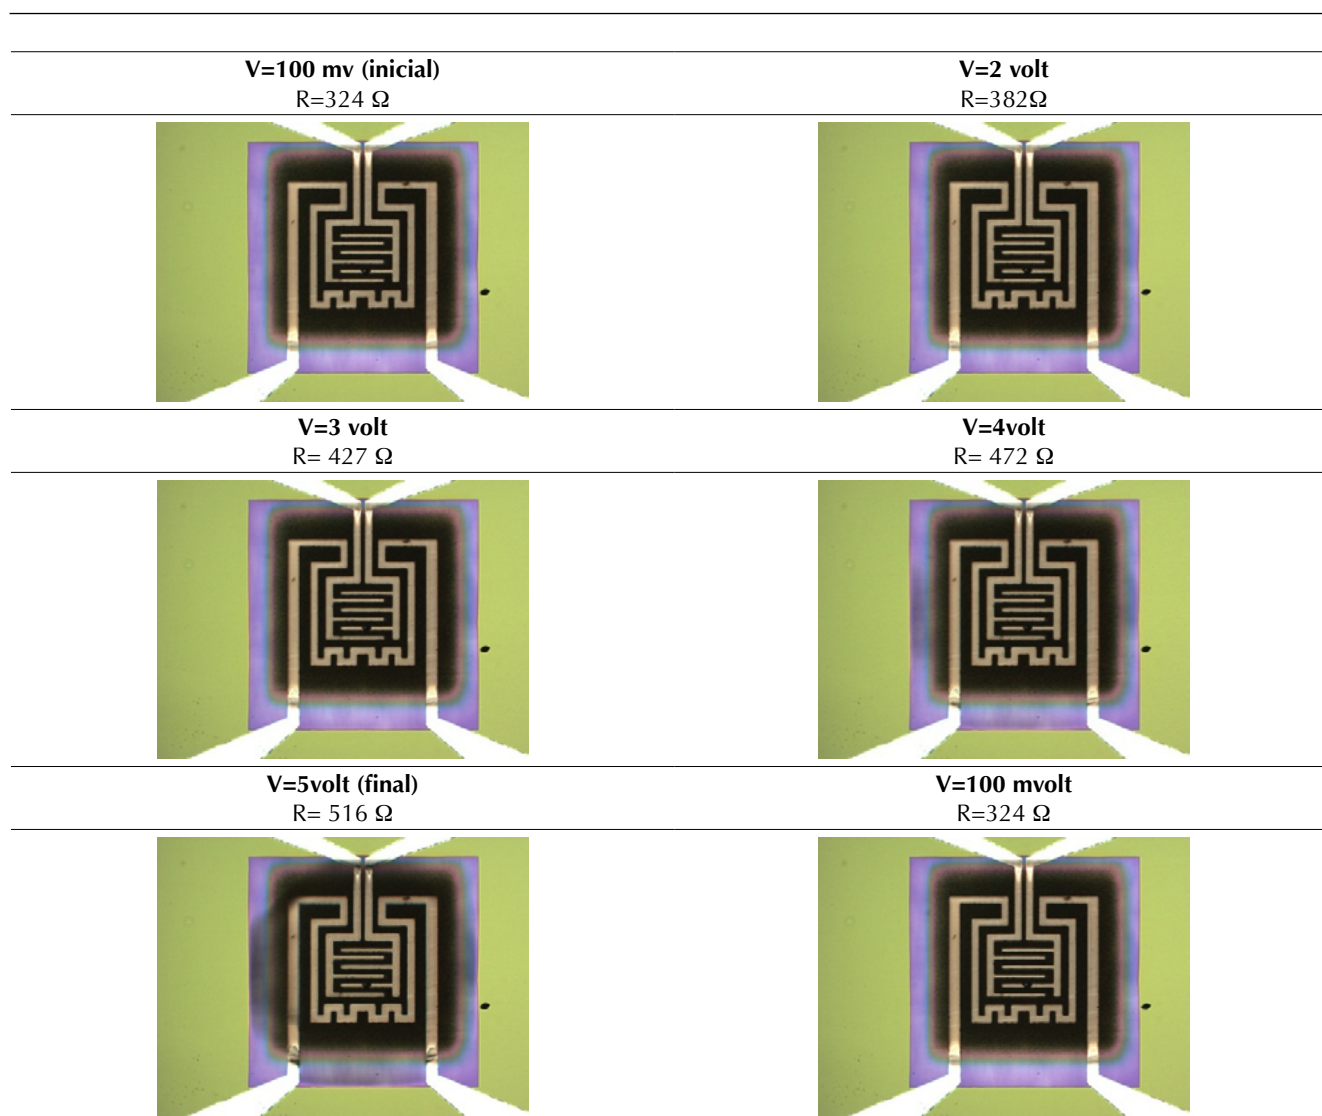 V=100 mv (inicial)
R=324 Ω
V=2 volt
R=382Ω
V=3 volt
R= 427 Ω
V=4volt
R= 472 Ω
V=5volt (final)
R= 516 Ω
V=100 mvolt
R=324 Ω